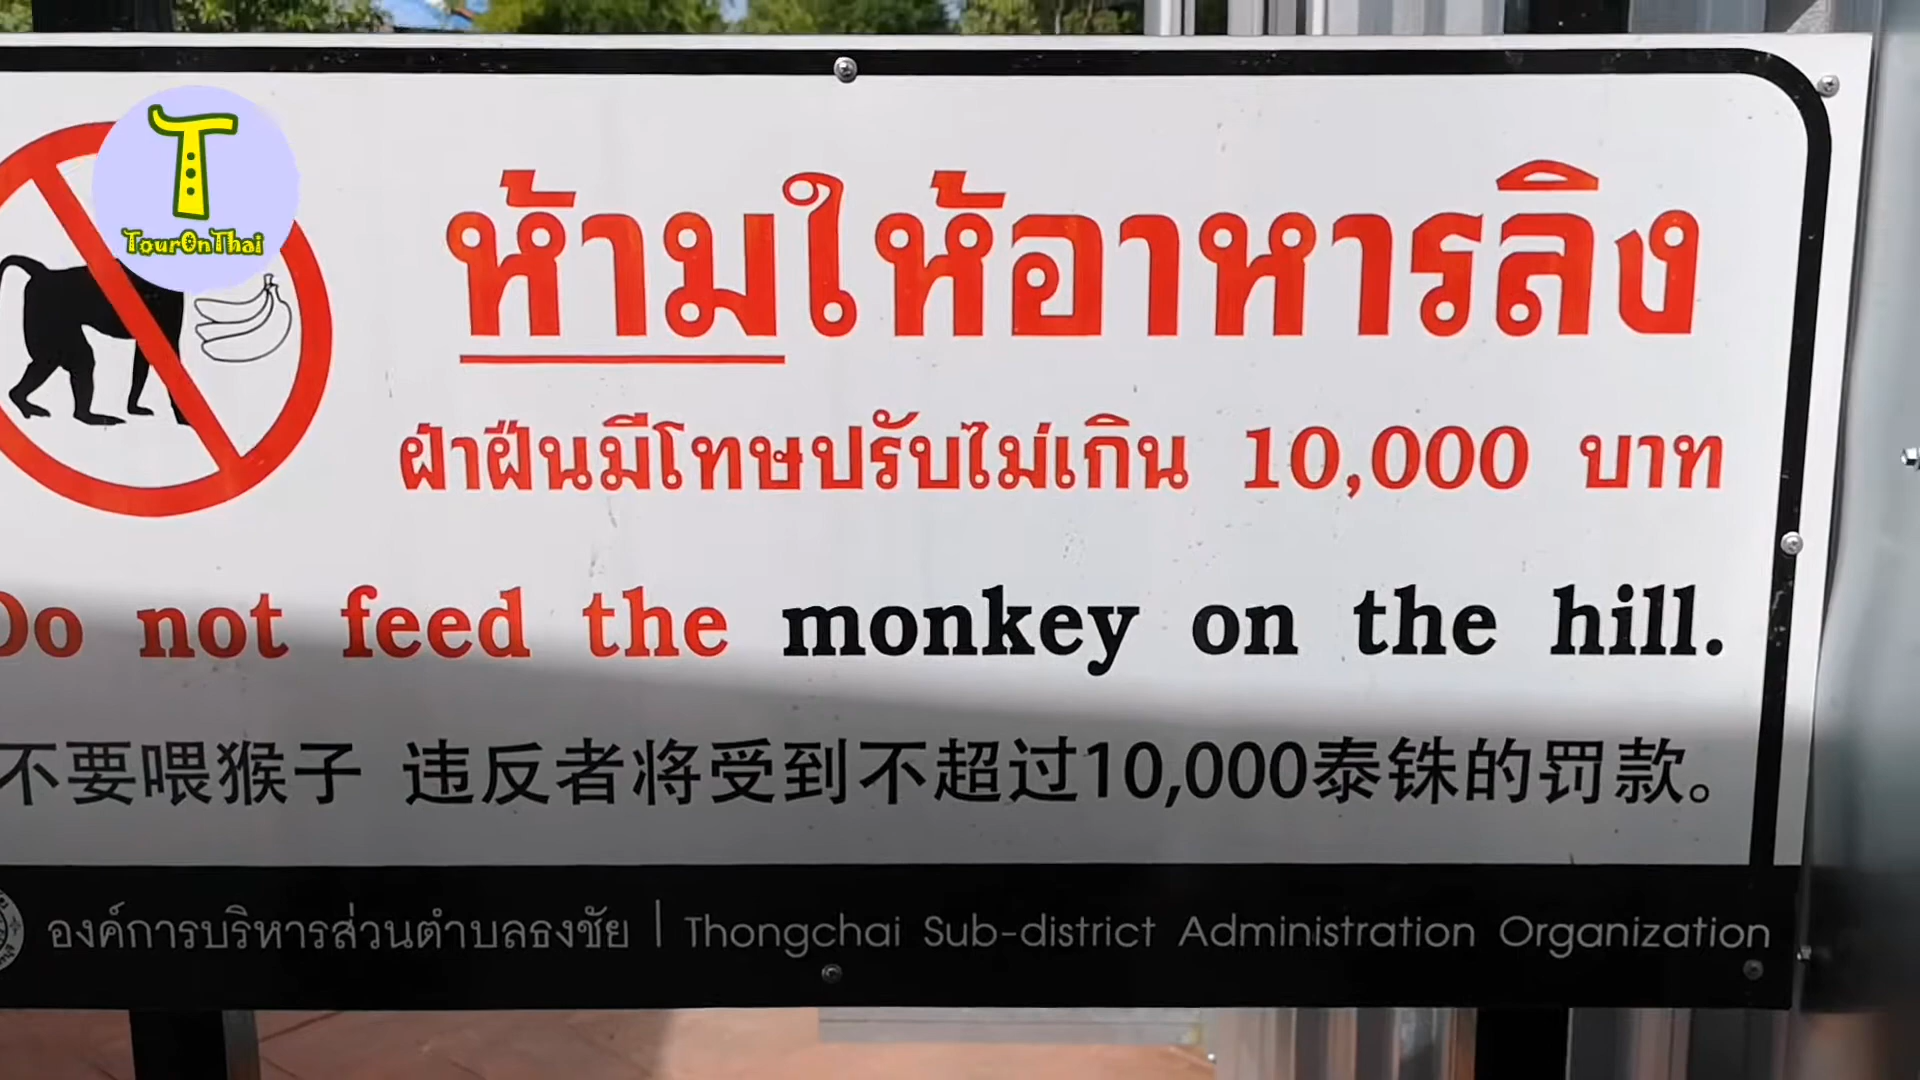 TourOnThai
ห้ามให้อาหารลิง
ฝ่าฝืนมีโทษปรับไม่เกิน 10,000 บาท
Do not feed the monkey on the hill.
不要喂猴子 违反者将受到不超过10,000泰铢的罚款。
องค์การบริหารส่วนตำบลธงชัย | Thongchai Sub-district Administration Organization